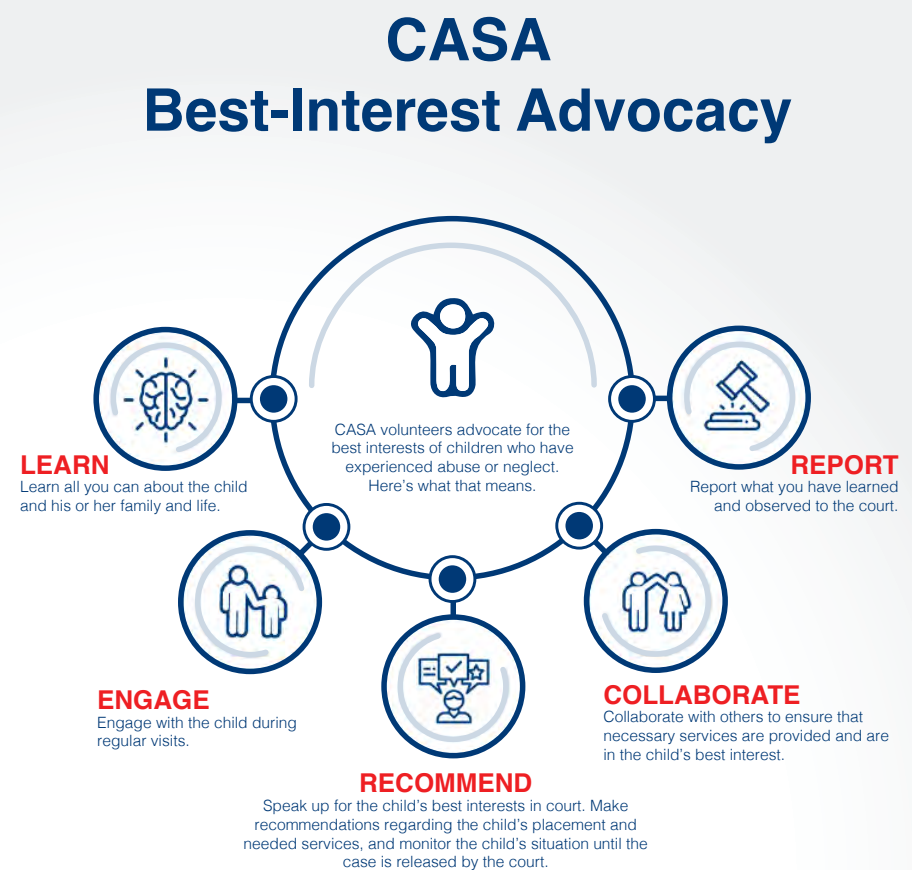 CASA
Best-Interest Advocacy
CASA volunteers advocate for the
best interests of children who have
experienced abuse or neglect.
Here's what that means.
LEARN
Learn all you can about the child
and his or her family and life.
ENGAGE
Engage with the child during
regular visits.
RECOMMEND
Speak up for the child's best interests in court. Make
recommendations regarding the child's placement and
needed services, and monitor the child's situation until the
case is released by the court.
COLLABORATE
Collaborate with others to ensure that
necessary services are provided and are
in the child's best interest.
REPORT
Report what you have learned
and observed to the court.